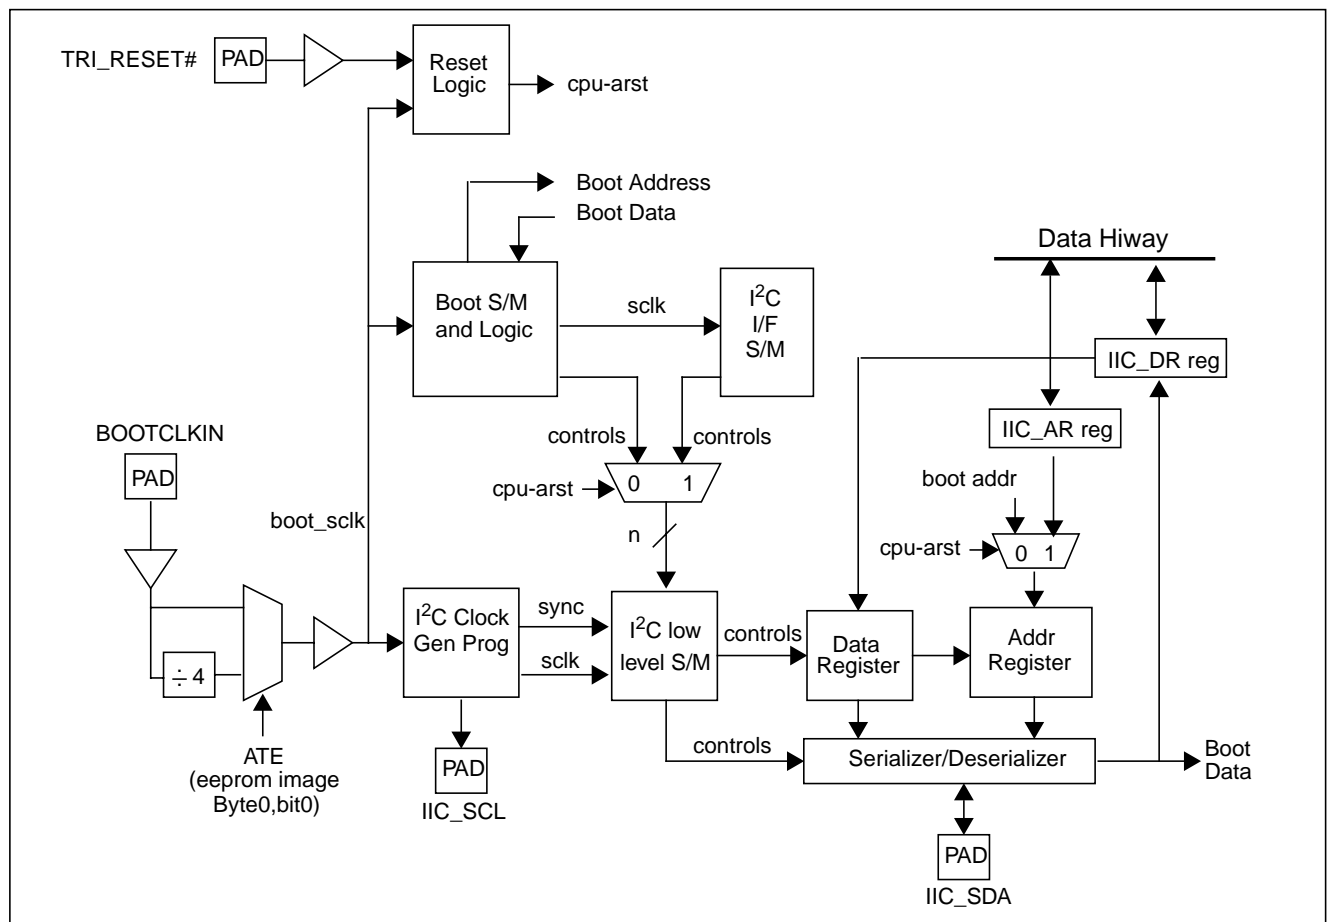 TRI_RESET#
PAD
Reset
Logic
cpu-arst
Boot Address
Boot Data
Data Hiway
Boot S/M
and Logic
sclk
I²C
I/F
S/M
IIC_DR reg
IIC_AR reg
BOOTCLKIN
PAD
controls
controls
cpu-arst
0
1
boot addr
boot_sclk
n
cpu-arst
0
1
I²C Clock
Gen Prog
sync
sclk
I²C low
level S/M
controls
Data
Register
Addr
Register
÷ 4
ATE
(eeprom image
Byte0,bit0)
PAD
IIC_SCL
controls
Serializer/Deserializer
Boot
Data
PAD
IIC_SDA